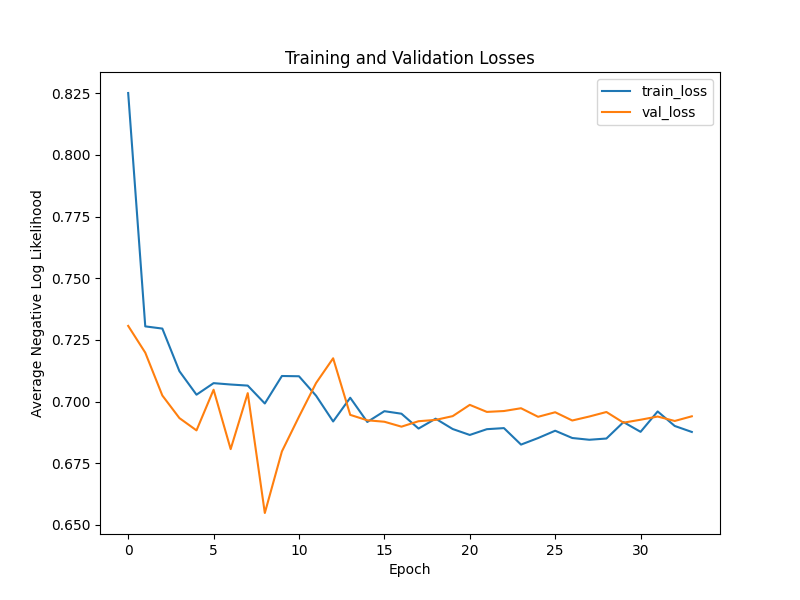 Training and Validation Losses
train_loss
val_loss
Average Negative Log Likelihood
0.825
0.800
0.775
0.750
0.725
0.700
0.675
0.650
0 5 10 15 20 25 30
Epoch